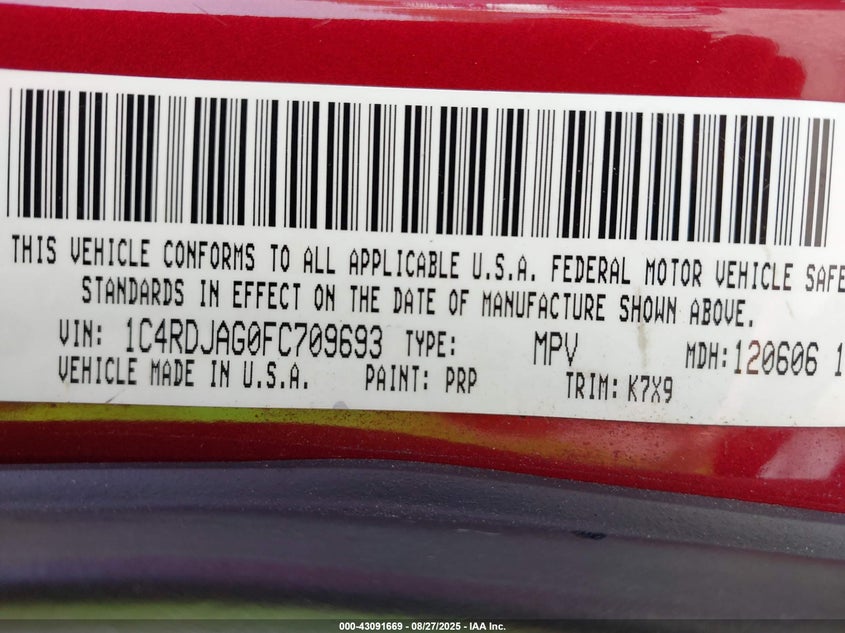 THIS VEHICLE CONFORMS TO ALL APPLICABLE U.S.A. FEDERAL MOTOR VEHICLE SAFE
STANDARDS IN EFFECT ON THE DATE OF MANUFACTURE SHOWN ABOVE.
VIN: 1C4RDJAG0FC709693 TYPE: MPV MDH:120606 1
VEHICLE MADE IN U.S.A. PAINT: PRP TRIM: K7X9
000-43091669 - 08/27/2025 - IAA Inc.